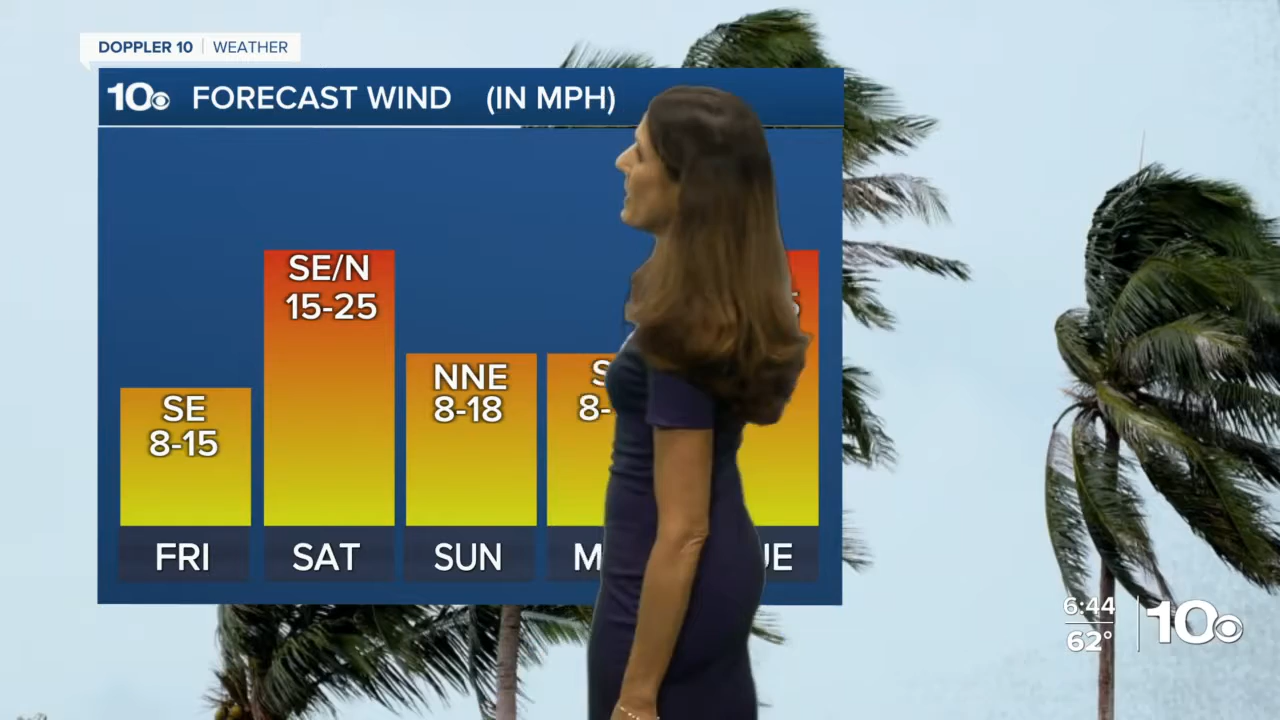 DOPPLER 10 | WEATHER
10 FORECAST WIND (IN MPH)
SE/N
15-25
NNE
8-18
SE
8-15
FRI
SAT
SUN
6:44
62°
10